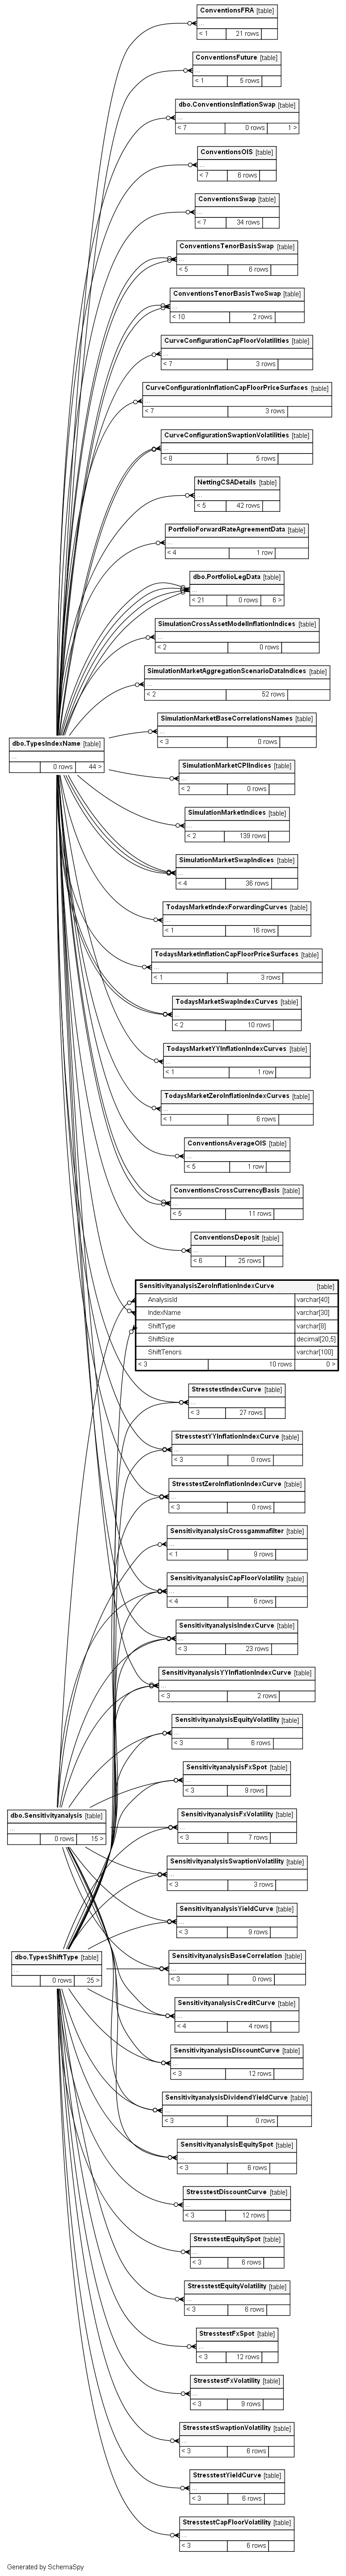 ConventionsFRA [table]
...
< 1 21 rows
ConventionsFuture [table]
...
< 1 5 rows
dbo.ConventionsInflationSwap [table]
...
< 7 0 rows 1 >
ConventionsOIS [table]
...
< 7 6 rows
ConventionsSwap [table]
...
< 7 34 rows
ConventionsTenorBasisSwap [table]
...
< 5 6 rows
ConventionsTenorBasisTwoSwap [table]
...
< 10 2 rows
CurveConfigurationCapFloorVolatilities [table]
...
< 7 3 rows
CurveConfigurationInflationCapFloorPriceSurfaces [table]
...
< 7 3 rows
CurveConfigurationSwaptionVolatilities [table]
...
< 8 5 rows
NettingCSADetails [table]
...
< 5 42 rows
PortfolioForwardRateAgreementData [table]
...
< 4 1 row
dbo.PortfolioLegData [table]
...
< 21 0 rows 6 >
SimulationCrossAssetModelInflationIndices [table]
...
< 2 0 rows
SimulationMarketAggregationScenarioDataIndices [table]
...
< 2 52 rows
SimulationMarketBaseCorrelationsNames [table]
...
< 3 0 rows
dbo.TypesIndexName [table]
...
0 rows 44 >
SimulationMarketCPIIndices [table]
...
< 2 0 rows
SimulationMarketIndices [table]
...
< 2 139 rows
SimulationMarketSwapIndices [table]
...
< 4 36 rows
TodaysMarketIndexForwardingCurves [table]
...
< 1 16 rows
TodaysMarketInflationCapFloorPriceSurfaces [table]
...
< 1 3 rows
TodaysMarketSwapIndexCurves [table]
...
< 2 10 rows
TodaysMarketYYInflationIndexCurves [table]
...
< 1 1 row
TodaysMarketZeroInflationIndexCurves [table]
...
< 1 6 rows
ConventionsAverageOIS [table]
...
< 5 1 row
ConventionsCrossCurrencyBasis [table]
...
< 5 11 rows
ConventionsDeposit [table]
...
< 6 25 rows
SensitivityanalysisZeroInflationIndexCurve [table]
AnalysisId varchar[40]
IndexName varchar[30]
ShiftType varchar[8]
ShiftSize decimal[20,5]
ShiftTenors varchar[100]
< 3 10 rows 0 >
StresstestIndexCurve [table]
...
< 3 27 rows
StresstestYYInflationIndexCurve [table]
...
< 3 0 rows
StresstestZeroInflationIndexCurve [table]
...
< 3 0 rows
SensitivityanalysisCrossgammafilter [table]
...
< 1 9 rows
SensitivityanalysisCapFloorVolatility [table]
...
< 4 6 rows
SensitivityanalysisIndexCurve [table]
...
< 3 23 rows
SensitivityanalysisYYInflationIndexCurve [table]
...
< 3 2 rows
SensitivityanalysisEquityVolatility [table]
...
< 3 6 rows
SensitivityanalysisFxSpot [table]
...
< 3 9 rows
dbo.Sensitivityanalysis [table]
...
0 rows 15 >
SensitivityanalysisFxVolatility [table]
...
< 3 7 rows
SensitivityanalysisSwaptionVolatility [table]
...
< 3 3 rows
SensitivityanalysisYieldCurve [table]
...
< 3 9 rows
dbo.TypesShiftType [table]
...
0 rows 25 >
SensitivityanalysisBaseCorrelation [table]
...
< 3 0 rows
SensitivityanalysisCreditCurve [table]
...
< 4 4 rows
SensitivityanalysisDiscountCurve [table]
...
< 3 12 rows
SensitivityanalysisDividendYieldCurve [table]
...
< 3 0 rows
SensitivityanalysisEquitySpot [table]
...
< 3 6 rows
StresstestDiscountCurve [table]
...
< 3 12 rows
StresstestEquitySpot [table]
...
< 3 6 rows
StresstestEquityVolatility [table]
...
< 3 6 rows
StresstestFxSpot [table]
...
< 3 12 rows
StresstestFxVolatility [table]
...
< 3 9 rows
StresstestSwaptionVolatility [table]
...
< 3 6 rows
StresstestYieldCurve [table]
...
< 3 6 rows
StresstestCapFloorVolatility [table]
...
< 3 6 rows
Generated by SchemaSpy